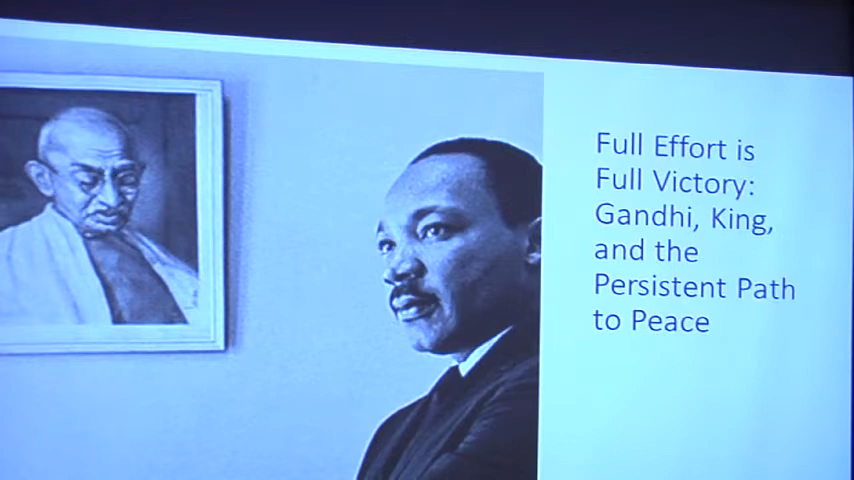 Full Effort is
Full Victory:
Gandhi, King,
and the
Persistent Path
to Peace